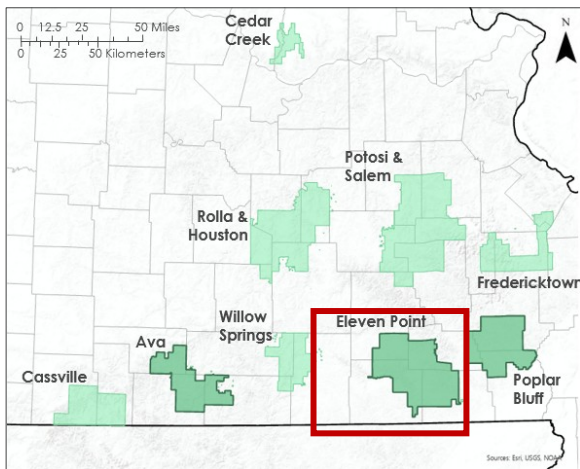 0 12.5 25 50 Miles
0 25 50 Kilometers
Cedar
Creek
N
Potosi &
Salem
Rolla &
Houston
Fredericktown
Willow
Springs
Eleven Point
Ava
Cassville
Poplar
Bluff
Sources: Esri, USGS, NOAA